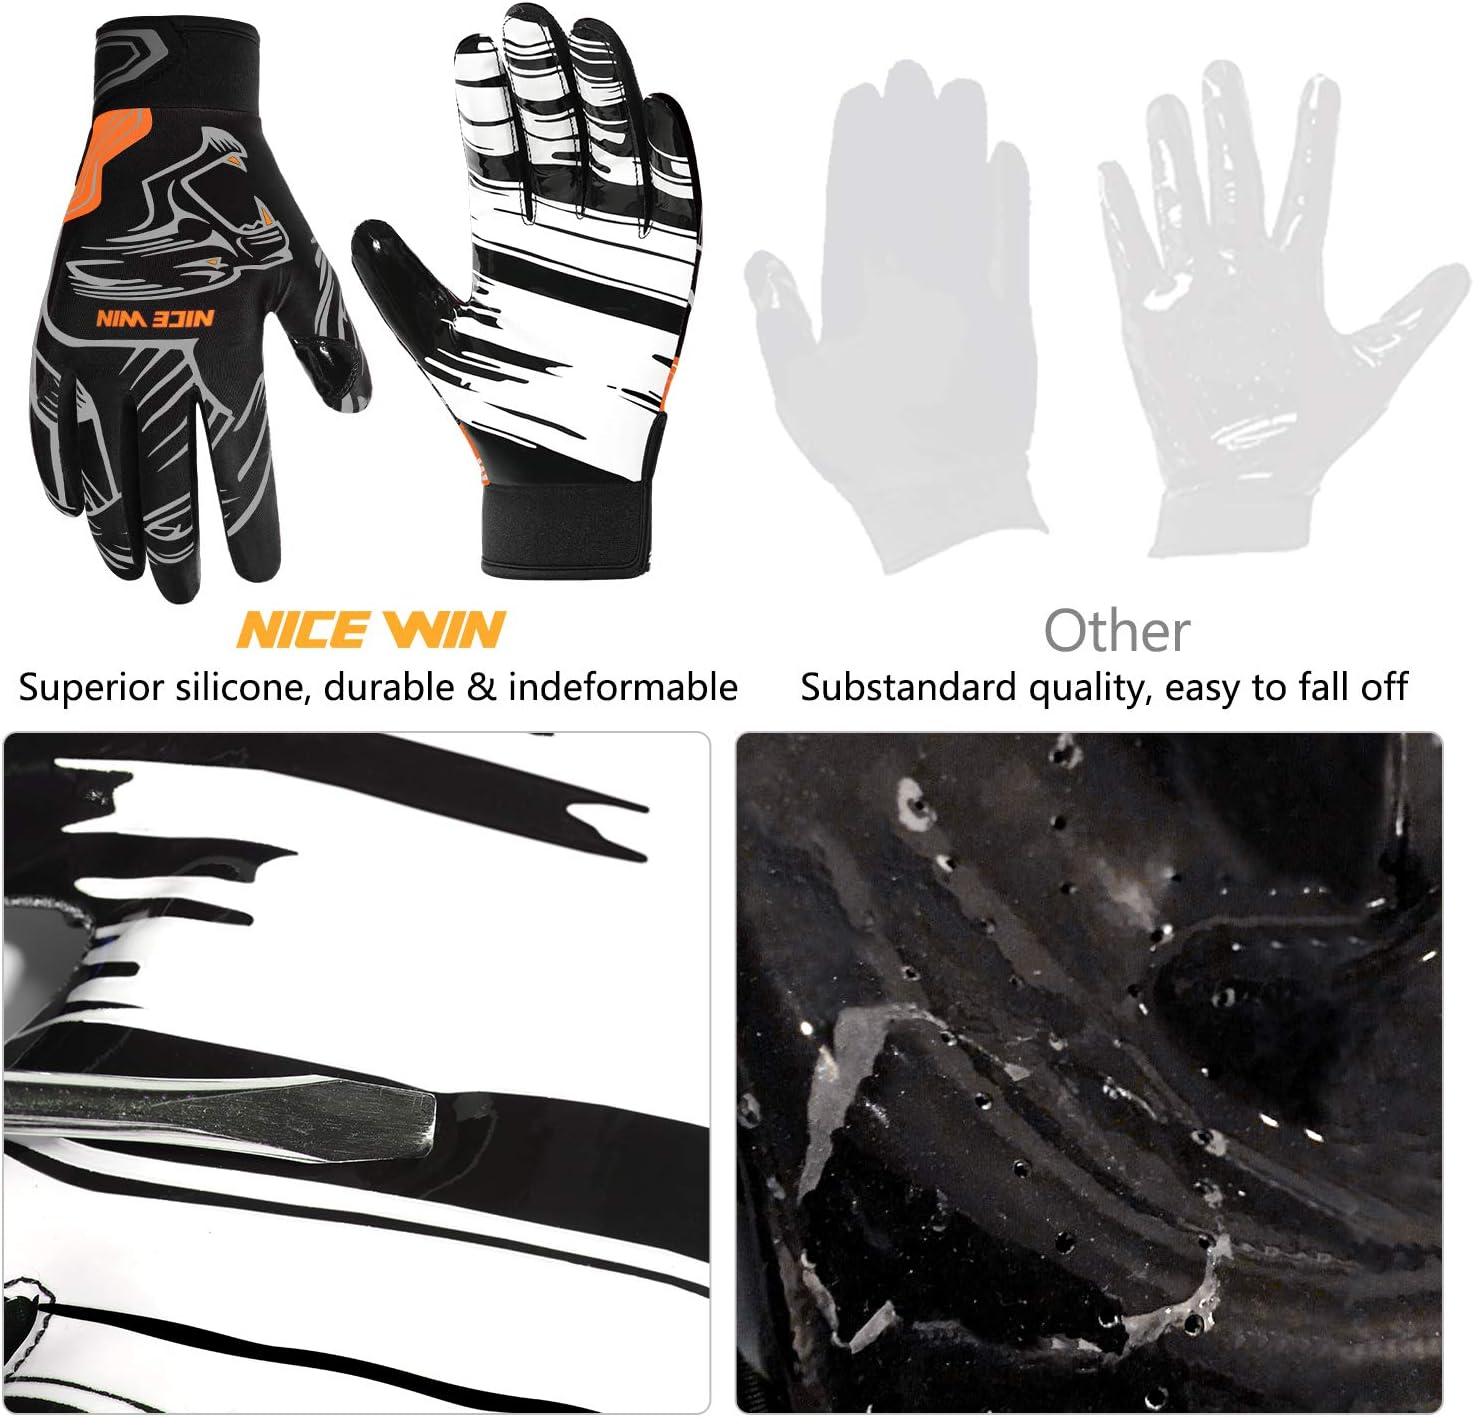 NICE WIN
NICE WIN
Other
Superior silicone, durable & indeformable
Substandard quality, easy to fall off